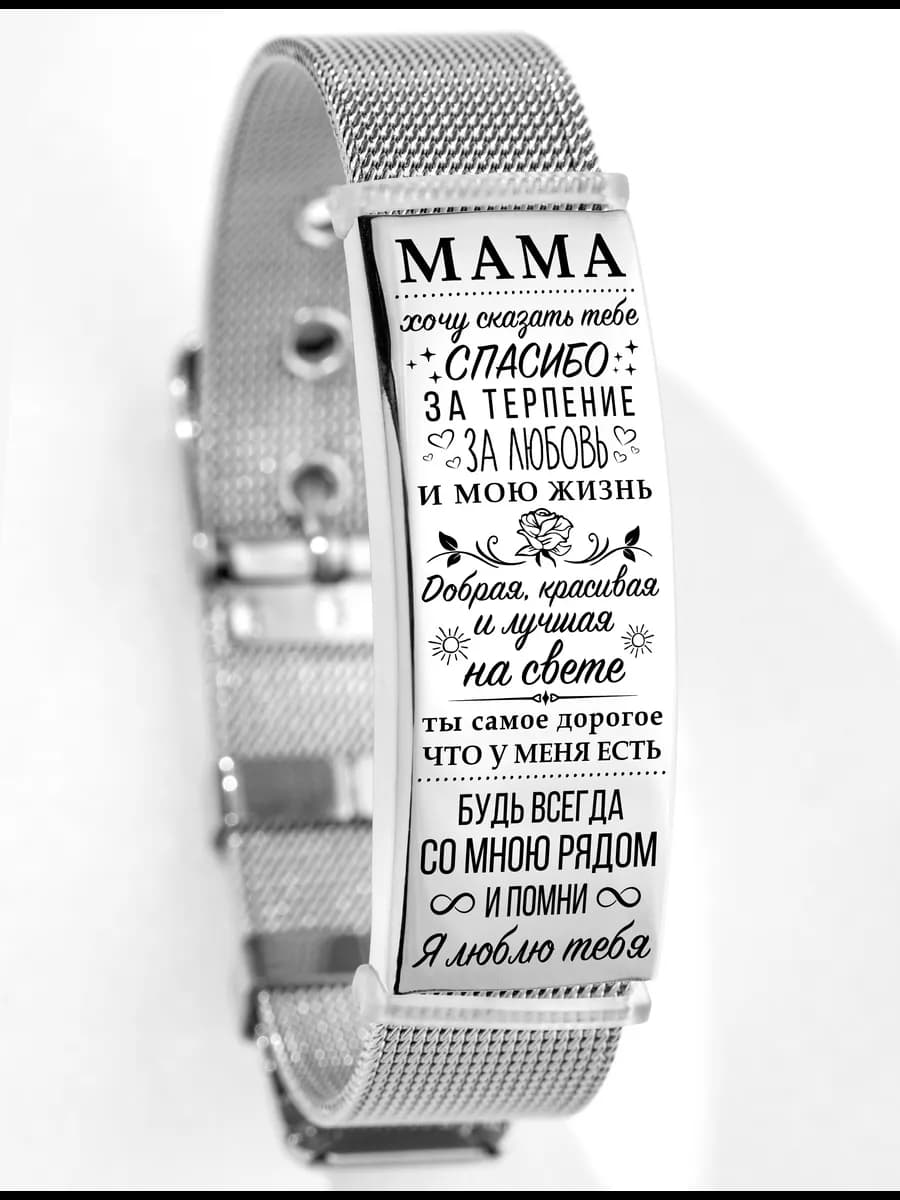 МАМА
хочу сказать тебе
СПАСИБО
ЗА ТЕРПЕНИЕ
ЗА ЛЮБОВЬ
И МОЮ ЖИЗНЬ
Добрая, красивая
и лучшая
на свете
ты самое дорогое
ЧТО У МЕНЯ ЕСТЬ
БУДЬ ВСЕГДА
СО МНОЮ РЯДОМ
И ПОМНИ
Я люблю тебя